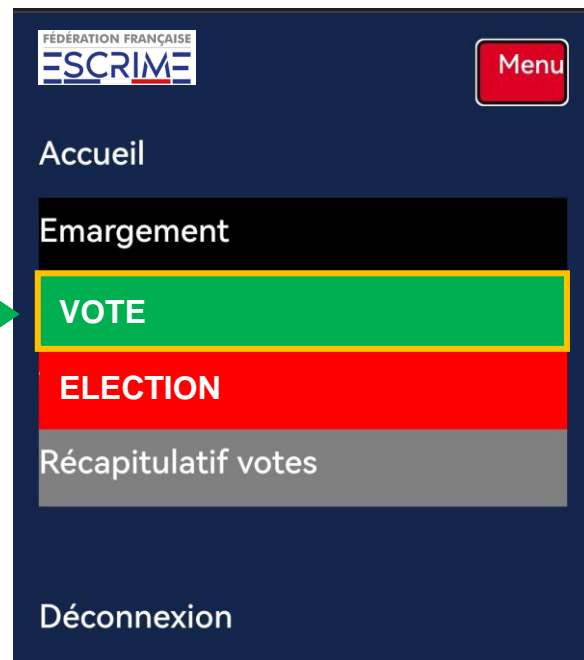 FÉDÉRATION FRANÇAISE
ESCRIME
Menu
Accueil
Emargement
VOTE
ELECTION
Récapitulatif votes
Déconnexion